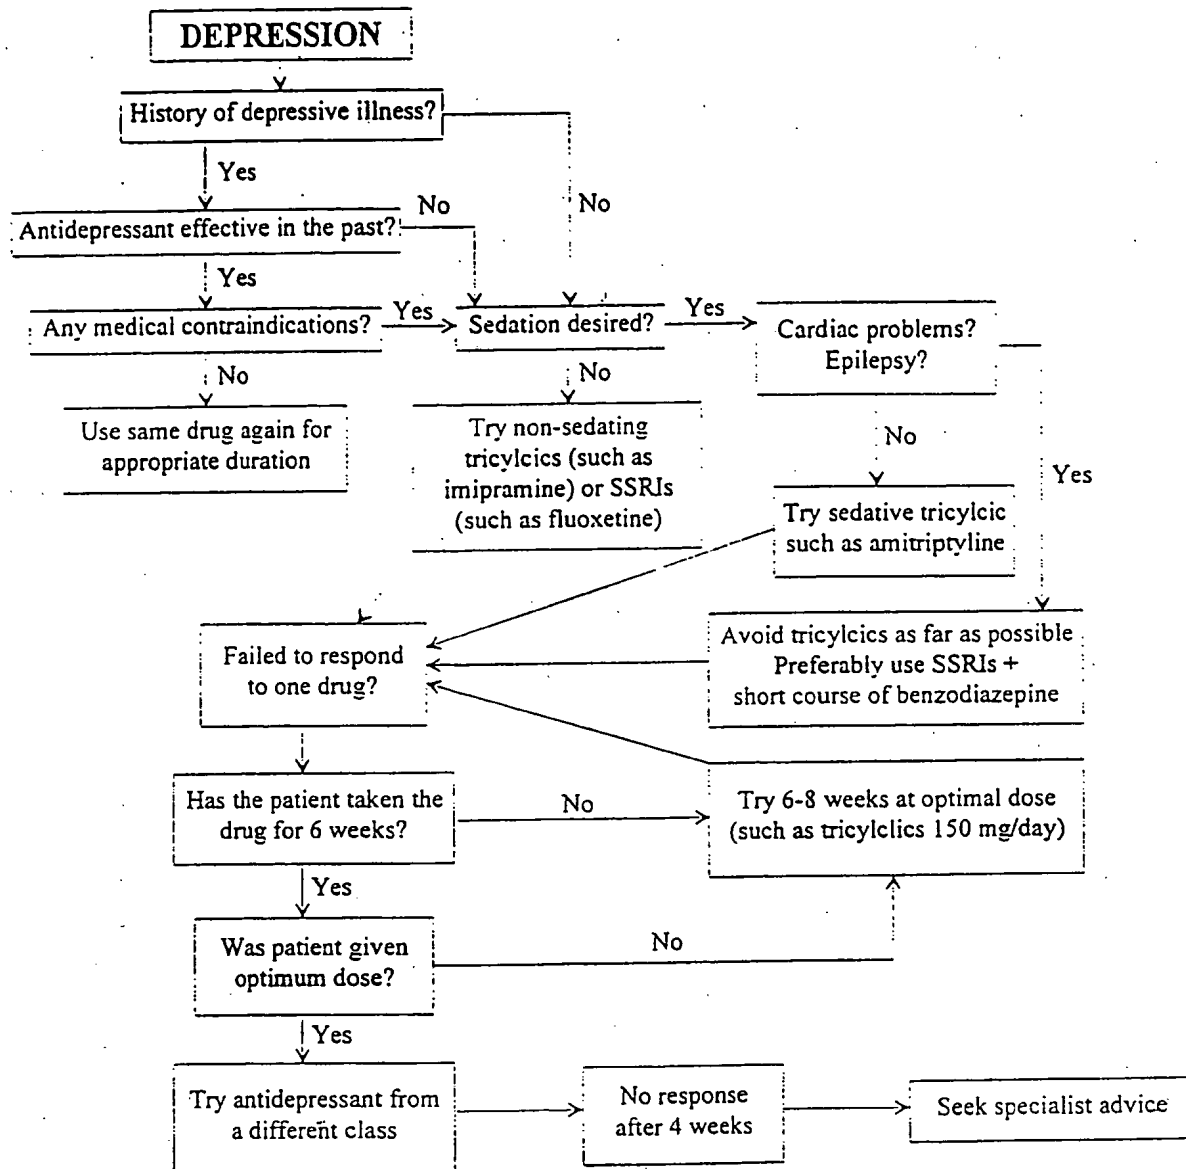 DEPRESSION
History of depressive illness?
Yes
No
Antidepressant effective in the past?
No
Yes
Any medical contraindications?
Yes
Sedation desired?
Yes
Cardiac problems?
Epilepsy?
No
No
No
Yes
Use same drug again for
appropriate duration
Try non-sedating
tricylcics (such as
imipramine) or SSRIs
(such as fluoxetine)
Try sedative tricylcic
such as amitriptyline
Failed to respond
to one drug?
Avoid tricylcics as far as possible
Preferably use SSRIs +
short course of benzodiazepine
Has the patient taken the
drug for 6 weeks?
No
Try 6-8 weeks at optimal dose
(such as tricylclics 150 mg/day)
Yes
Was patient given
optimum dose?
No
Yes
Try antidepressant from
a different class
No response
after 4 weeks
Seek specialist advice